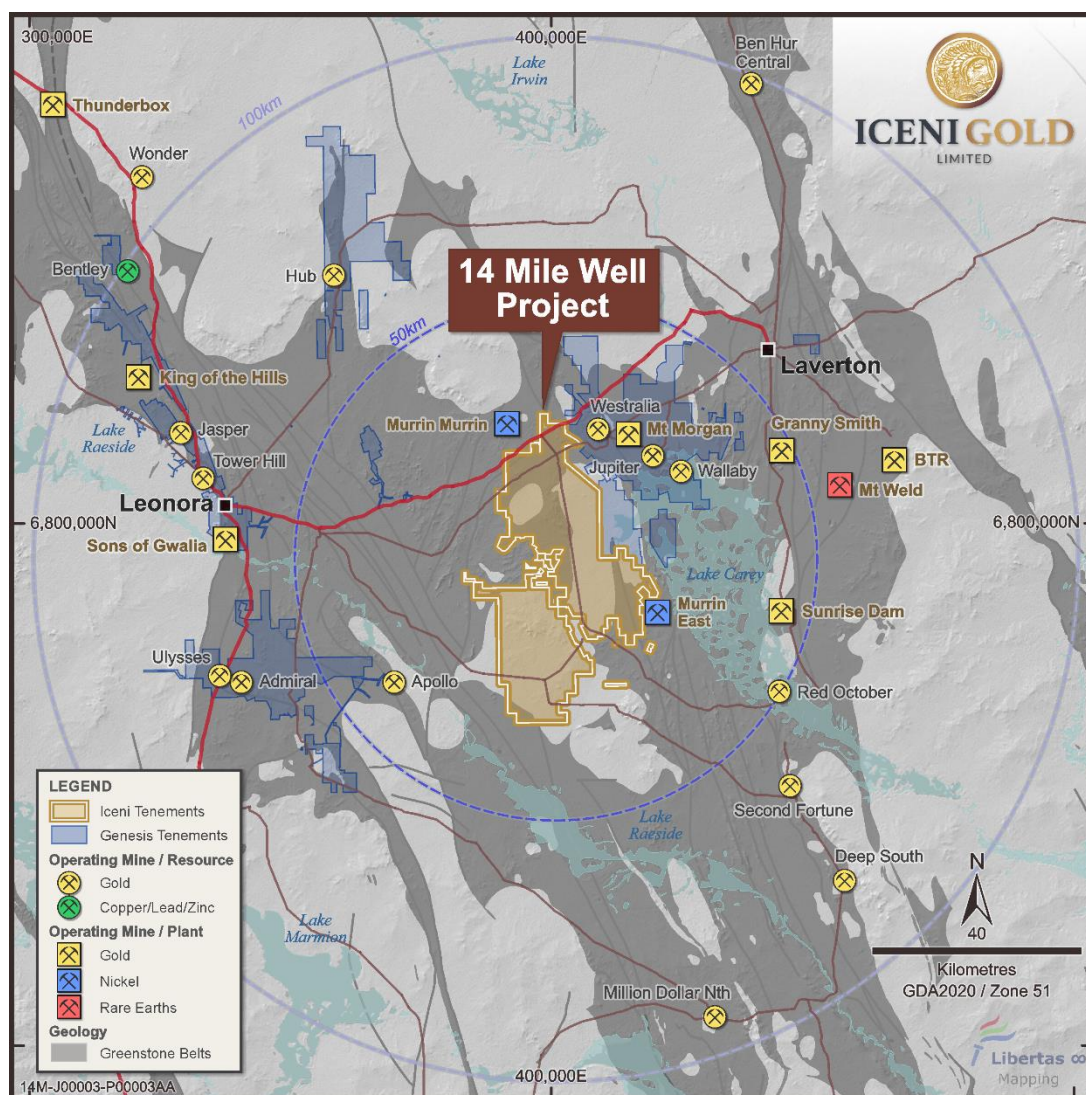 300,000E
400,000E
Ben Hur
Central
Lake
Irwin
ICENI GOLD
LIMITED
100km
Thunderbox
Wonder
Bentley
Hub
14 Mile Well
Project
50km
Laverton
King of the Hills
Murrin Murrin
Westralia
Mt Morgan
Granny Smith
Lake
Raeside
Jasper
Jupiter
Wallaby
BTR
Tower Hill
Mt Weld
Leonora
6,800,000N
6,800,000N
Sons of Gwalia
Lake Carey
Murrin
East
Sunrise Dam
Ulysses
Admiral
Apollo
Red October
Second Fortune
Lake
Raeside
Deep South
LEGEND
Iceni Tenements
Genesis Tenements
Operating Mine / Resource
Gold
Copper/Lead/Zinc
Operating Mine / Plant
Gold
Nickel
Rare Earths
Geology
Greenstone Belts
Lake
Marmion
N
40
Kilometres
GDA2020 / Zone 51
Million Dollar Nth
Libertas ∞
Mapping
14M-J00003-P00003AA
400,000E